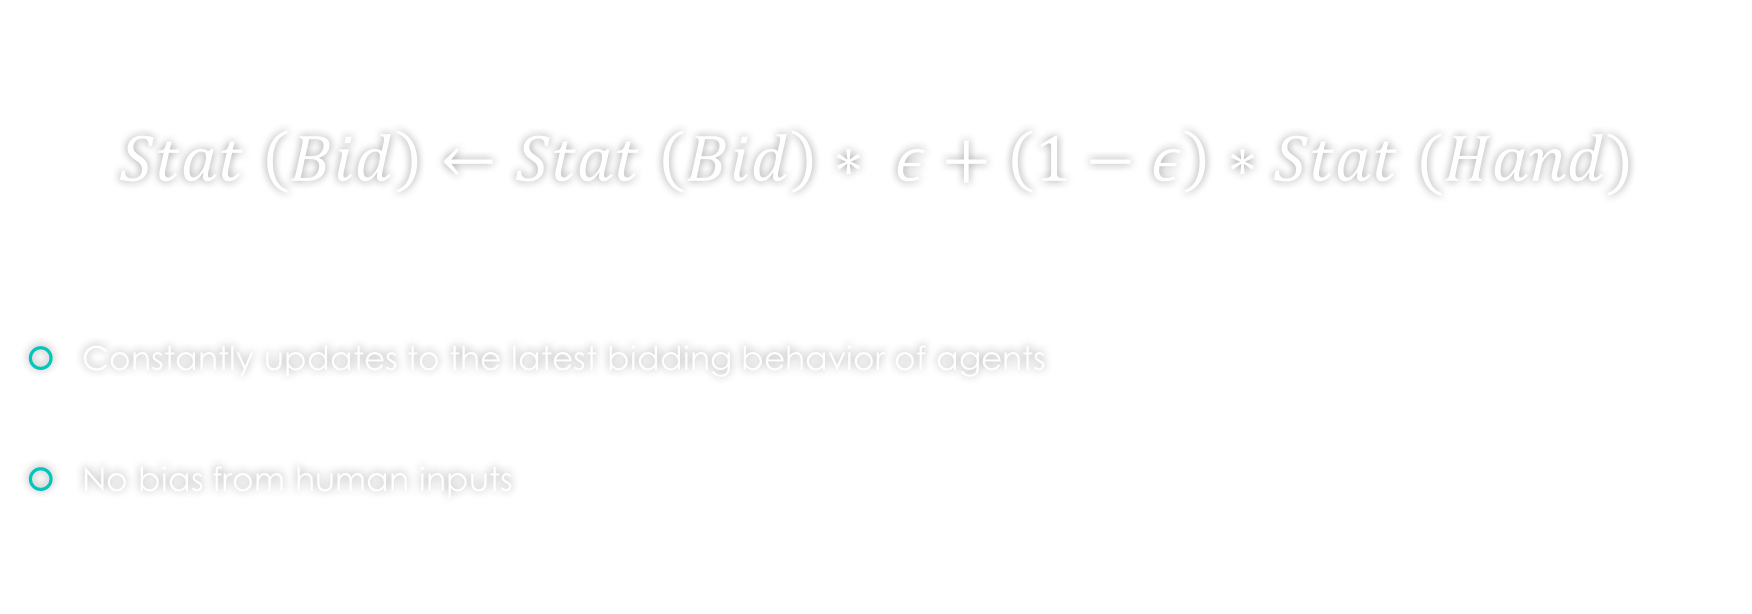 Stat (Bid) ← Stat (Bid) ∗ ϵ + (1 − ϵ) ∗ Stat (Hand)
Constantly updates to the latest bidding behavior of agents
No bias from human inputs